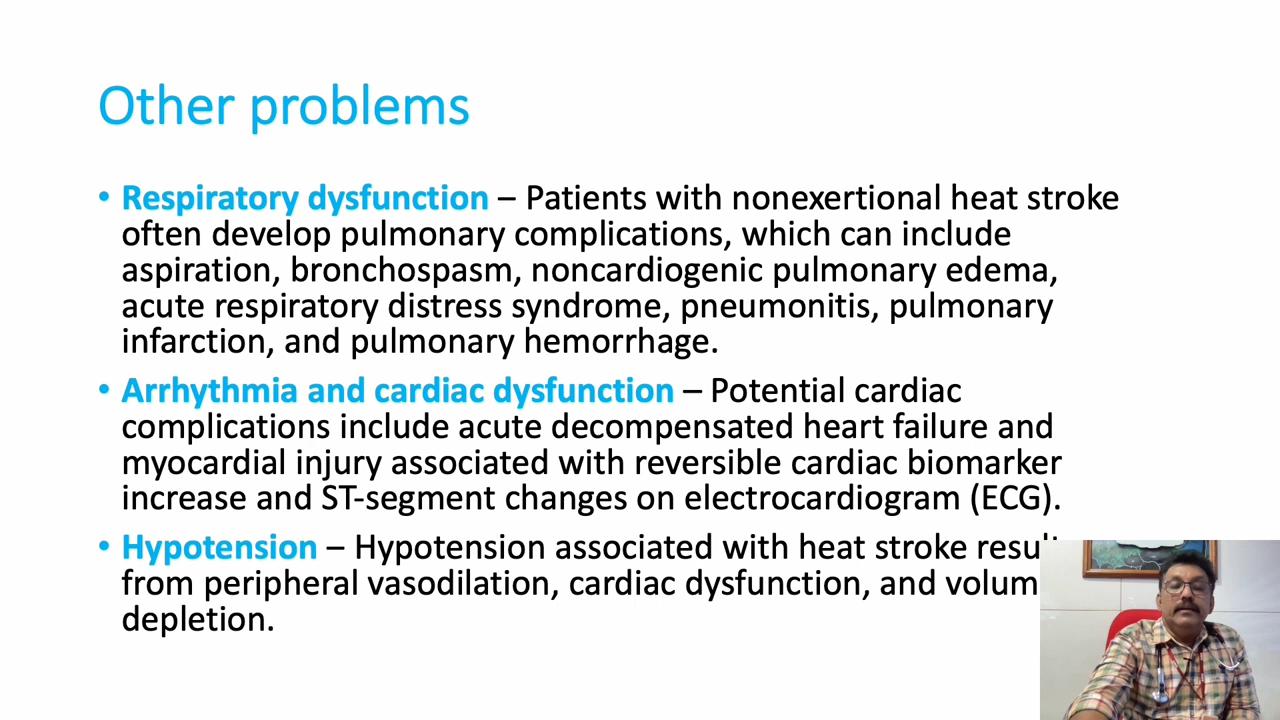 Other problems
• Respiratory dysfunction – Patients with nonexertional heat stroke
often develop pulmonary complications, which can include
aspiration, bronchospasm, noncardiogenic pulmonary edema,
acute respiratory distress syndrome, pneumonitis, pulmonary
infarction, and pulmonary hemorrhage.
• Arrhythmia and cardiac dysfunction – Potential cardiac
complications include acute decompensated heart failure and
myocardial injury associated with reversible cardiac biomarker
increase and ST-segment changes on electrocardiogram (ECG).
• Hypotension – Hypotension associated with heat stroke
from peripheral vasodilation, cardiac dysfunction, and
depletion.